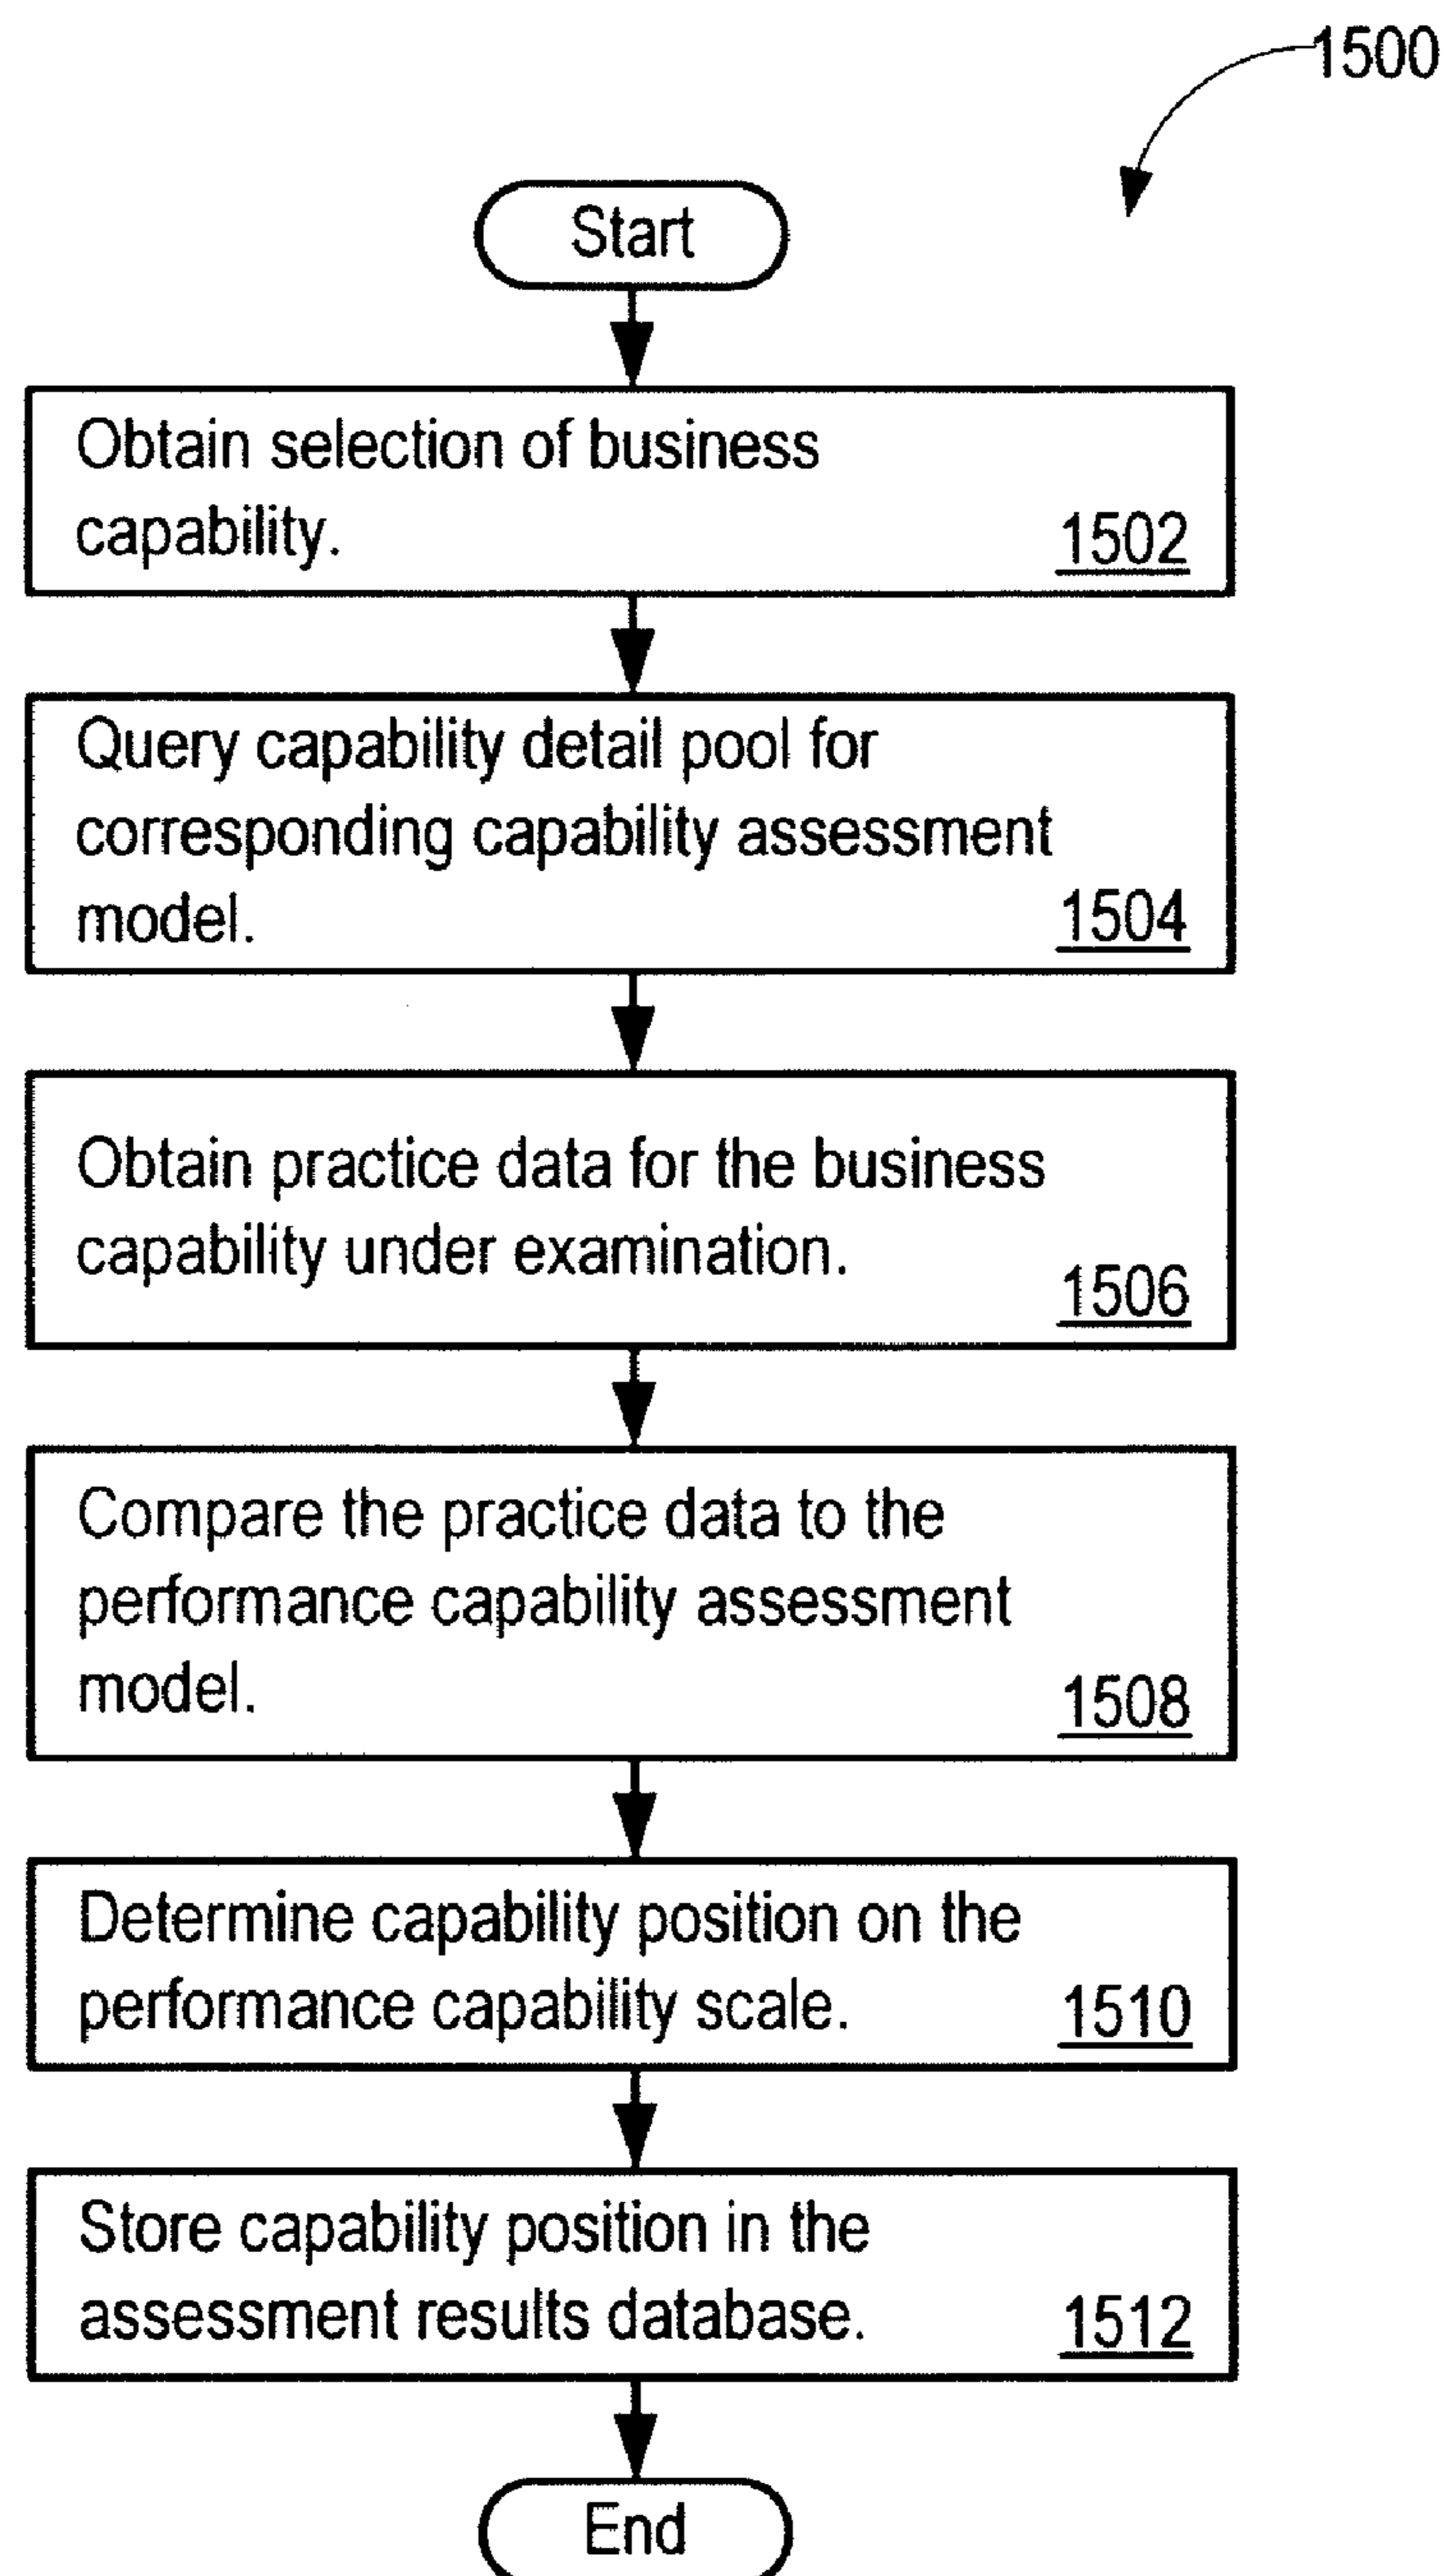 1500
Start
Obtain selection of business
capability.
1502
Query capability detail pool for
corresponding capability assessment
model.
1504
Obtain practice data for the business
capability under examination.
1506
Compare the practice data to the
performance capability assessment
model.
1508
Determine capability position on the
performance capability scale.
1510
Store capability position in the
assessment results database.
1512
End